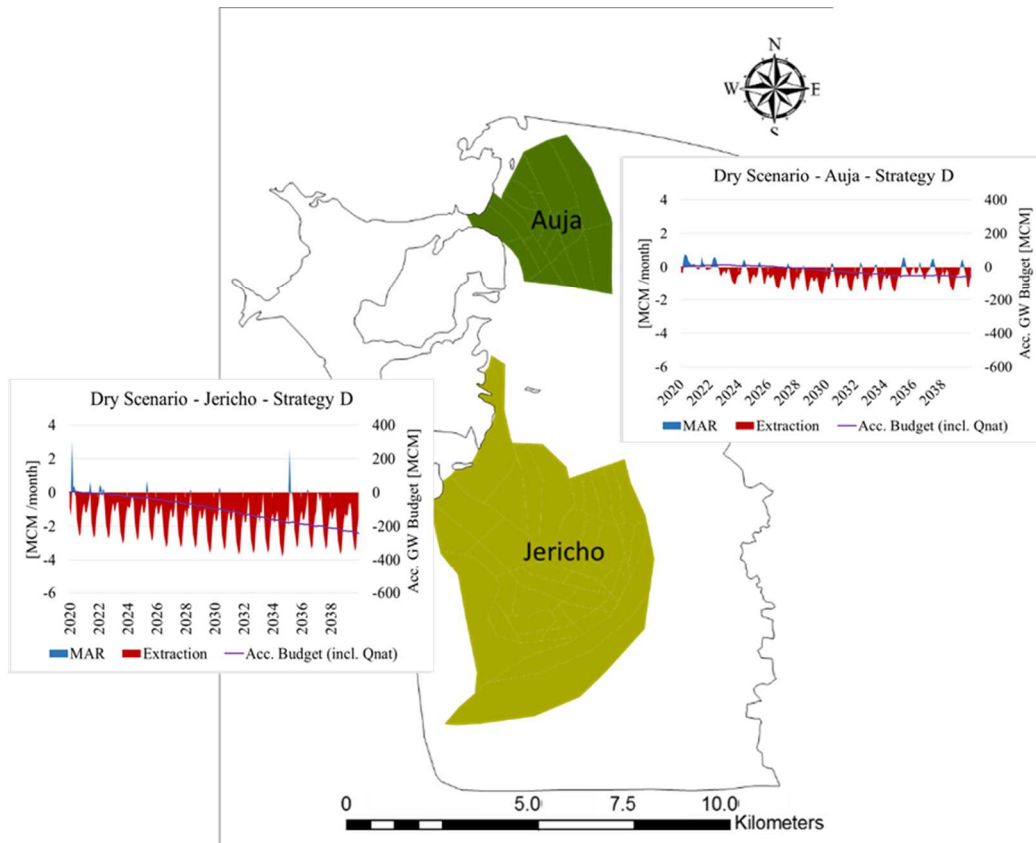 N
W E
S
Auja
Dry Scenario - Auja - Strategy D
4 400
2 200
0 0
-2 -200
-4 -400
-6 -600
[MCM /month]
Acc. GW Budget [MCM]
2020 2022 2024 2026 2028 2030 2032 2034 2036 2038
MAR Extraction Acc. Budget (incl. Qnat)
Dry Scenario - Jericho - Strategy D
4 400
2 200
0 0
-2 -200
-4 -400
-6 -600
[MCM /month]
Acc. GW Budget [MCM]
2020 2022 2024 2026 2028 2030 2032 2034 2036 2038
MAR Extraction Acc. Budget (incl. Qnat)
Jericho
0 5.0 7.5 10.0
Kilometers